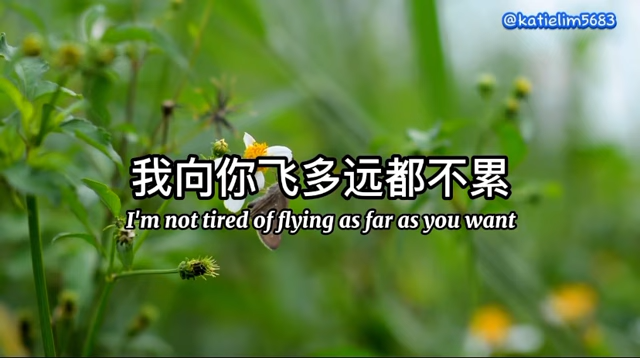 @katielim5683
我向你飞多远都不累
I'm not tired of flying as far as you want